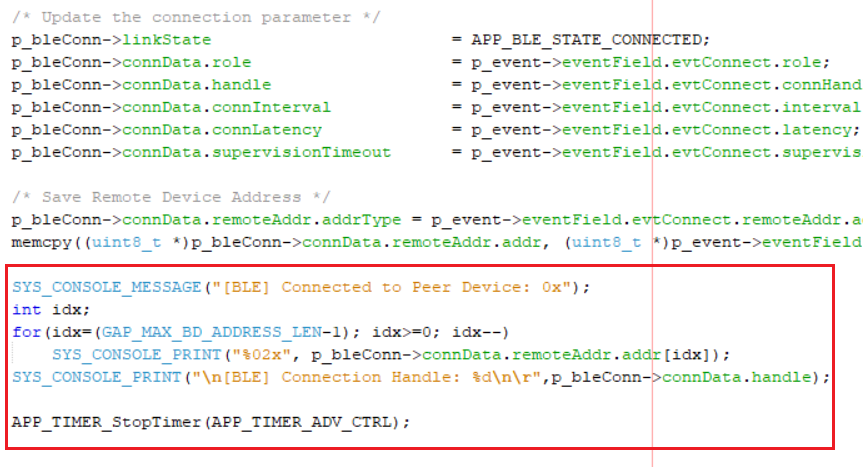 /* Update the connection parameter */
p_bleConn->linkState = APP_BLE_STATE_CONNECTED;
p_bleConn->connData.role = p_event->eventField.evtConnect.role;
p_bleConn->connData.handle = p_event->eventField.evtConnect.connHand
p_bleConn->connData.connInterval = p_event->eventField.evtConnect.interval
p_bleConn->connData.connLatency = p_event->eventField.evtConnect.latency;
p_bleConn->connData.supervisionTimeout = p_event->eventField.evtConnect.supervis
/* Save Remote Device Address */
p_bleConn->connData.remoteAddr.addrType = p_event->eventField.evtConnect.remoteAddr.a
memcpy((uint8_t *)p_bleConn->connData.remoteAddr.addr, (uint8_t *)p_event->eventField
SYS_CONSOLE_MESSAGE("[BLE] Connected to Peer Device: 0x");
int idx;
for(idx=(GAP_MAX_BD_ADDRESS_LEN-1); idx>=0; idx--)
SYS_CONSOLE_PRINT("%02x", p_bleConn->connData.remoteAddr.addr[idx]);
SYS_CONSOLE_PRINT("\n[BLE] Connection Handle: %d\n\r",p_bleConn->connData.handle);
APP_TIMER_StopTimer(APP_TIMER_ADV_CTRL);